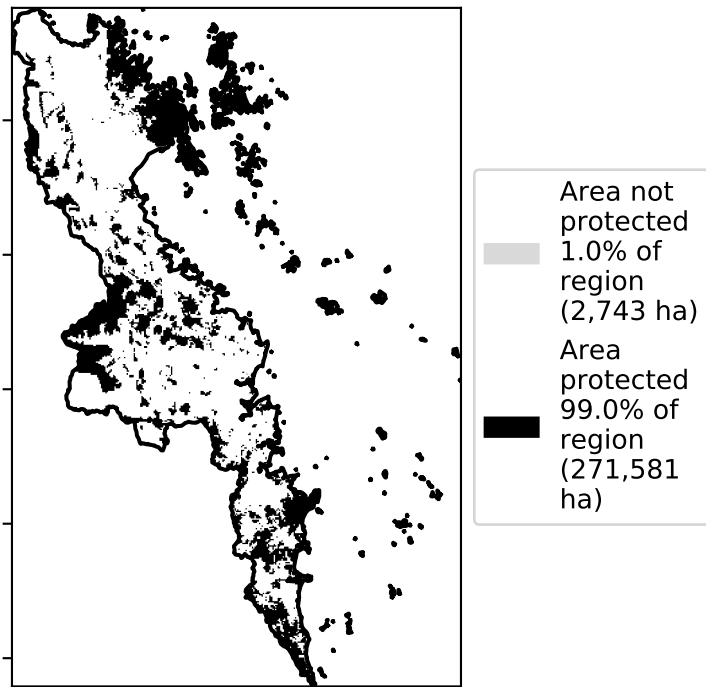 Area not
protected
1.0% of
region
(2,743 ha)
Area
protected
99.0% of
region
(271,581
ha)